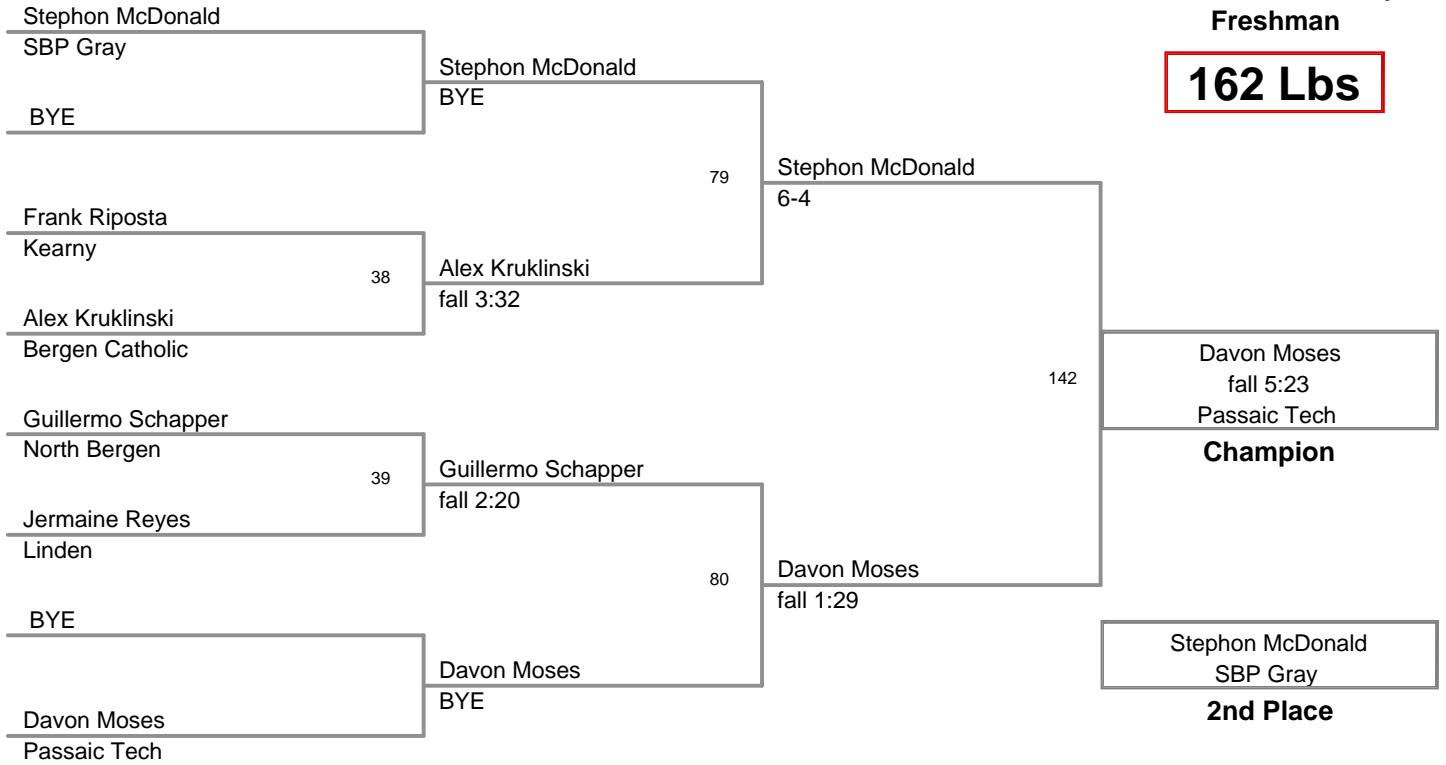 Freshman
162 Lbs
Stephon McDonald
SBP Gray
BYE
Frank Riposta
Kearny
38
Alex Kruklinski
Bergen Catholic
Guillermo Schapper
North Bergen
39
Jermaine Reyes
Linden
BYE
Davon Moses
Passaic Tech
Stephon McDonald
BYE
79
Alex Kruklinski
fall 3:32
Guillermo Schapper
fall 2:20
80
Davon Moses
BYE
Stephon McDonald
6-4
142
Davon Moses
fall 1:29
Davon Moses
fall 5:23
Passaic Tech
Champion
Stephon McDonald
SBP Gray
2nd Place